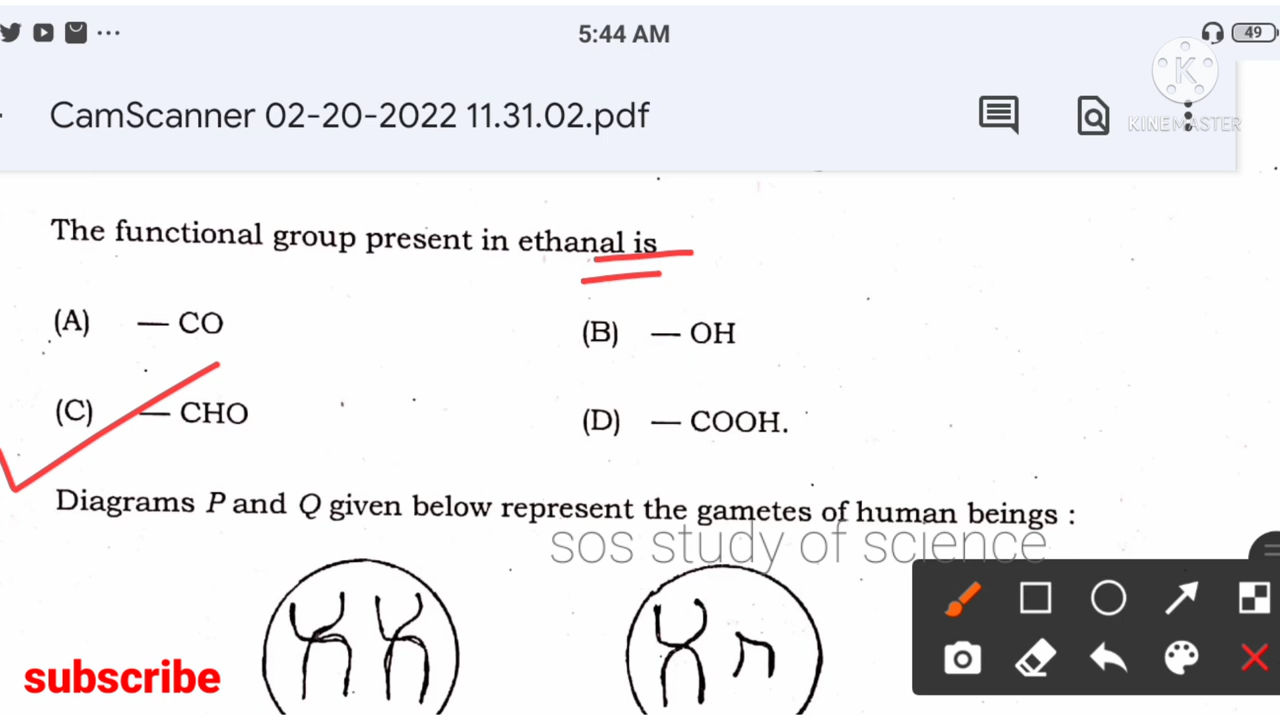 5:44 AM
49
CamScanner 02-20-2022 11.31.02.pdf
K
KINEMASTER
The functional group present in ethanal is
(A) — CO
(B) — OH
(C) — CHO
(D) — COOH.
Diagrams P and Q given below represent the gametes of human beings :
sos study of science
subscribe